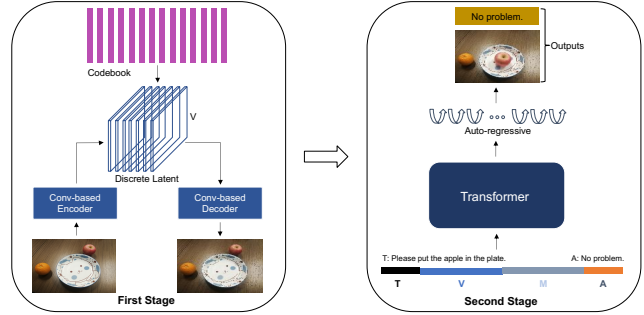 Codebook
V
Discrete Latent
Conv-based
Encoder
Conv-based
Decoder
First Stage
No problem.
Outputs
Auto-regressive
Transformer
T: Please put the apple in the plate.
A: No problem.
T
V
M
A
Second Stage